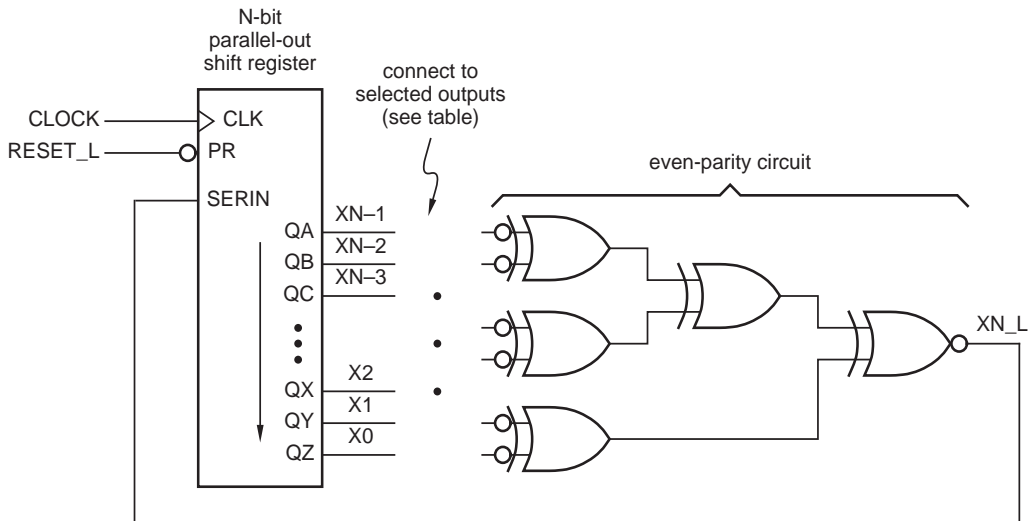 N-bit
parallel-out
shift register
connect to
selected outputs
(see table)
CLOCK
CLK
RESET_L
PR
even-parity circuit
SERIN
QA
XN–1
QB
XN–2
QC
XN–3
XN_L
QX
X2
QY
X1
QZ
X0